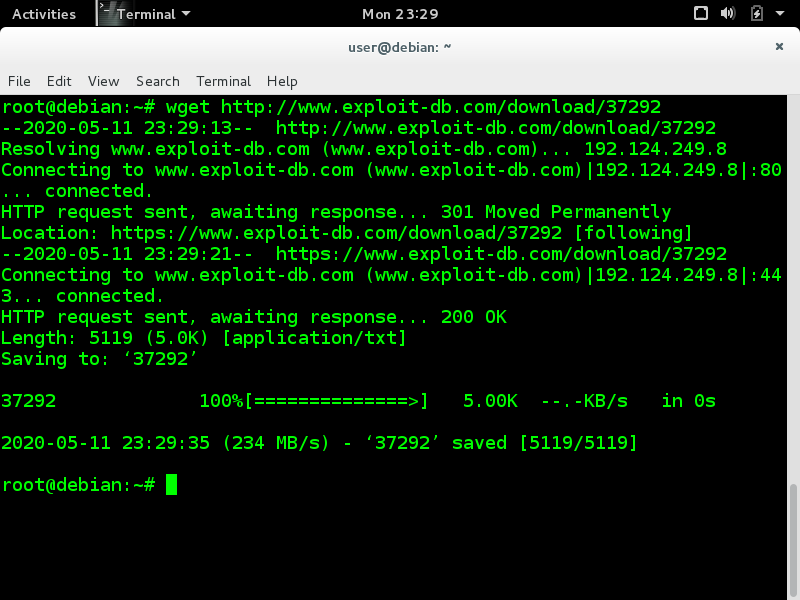 Activities Terminal Mon 23:29
user@debian: ~
File Edit View Search Terminal Help
root@debian:~# wget http://www.exploit-db.com/download/37292
--2020-05-11 23:29:13--  http://www.exploit-db.com/download/37292
Resolving www.exploit-db.com (www.exploit-db.com)... 192.124.249.8
Connecting to www.exploit-db.com (www.exploit-db.com)|192.124.249.8|:80
... connected.
HTTP request sent, awaiting response... 301 Moved Permanently
Location: https://www.exploit-db.com/download/37292 [following]
--2020-05-11 23:29:21--  https://www.exploit-db.com/download/37292
Connecting to www.exploit-db.com (www.exploit-db.com)|192.124.249.8|:44
3... connected.
HTTP request sent, awaiting response... 200 OK
Length: 5119 (5.0K) [application/txt]
Saving to: ‘37292’
37292             100%[==============>]   5.00K  --.-KB/s   in 0s
2020-05-11 23:29:35 (234 MB/s) - ‘37292’ saved [5119/5119]
root@debian:~#